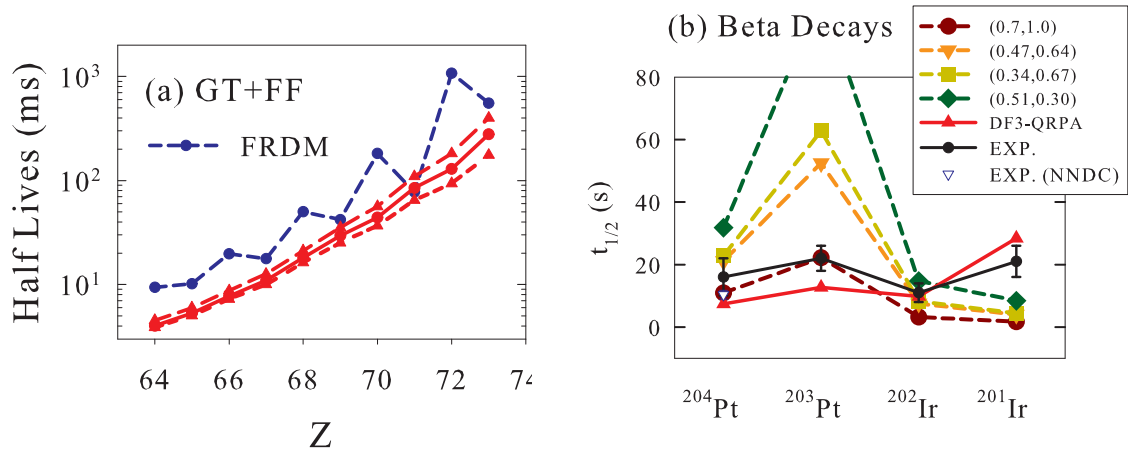 (a) GT+FF
FRDM
Half Lives (ms)
10³
10²
10¹
64
66
68
70
72
74
Z
(b) Beta Decays
(0.7,1.0)
(0.47,0.64)
(0.34,0.67)
(0.51,0.30)
DF3-QRPA
EXP.
EXP. (NNDC)
t₁/₂ (s)
80
60
40
20
0
²⁰⁴Pt
²⁰³Pt
²⁰²Ir
²⁰¹Ir